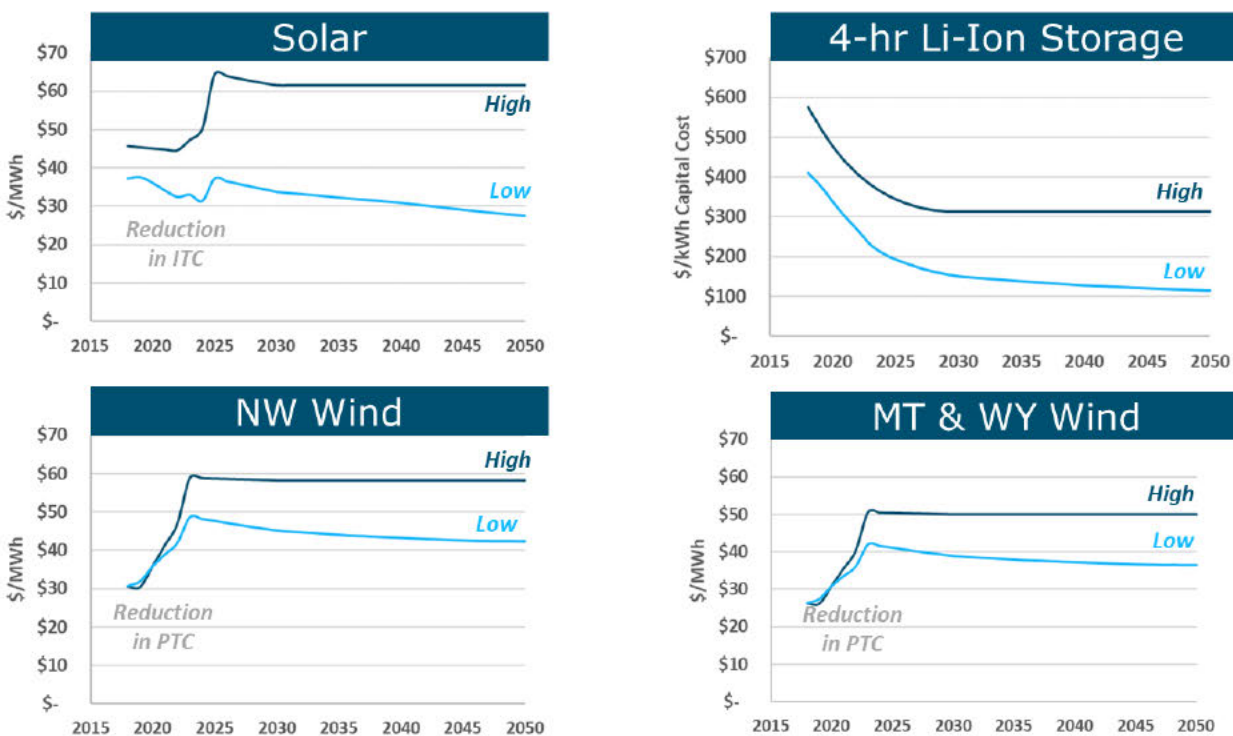 Solar
$70
$60
$50
$40
$30
$20
$10
$-
$/MWh
High
Low
Reduction
in ITC
2015 2020 2025 2030 2035 2040 2045 2050
4-hr Li-Ion Storage
$700
$600
$500
$400
$300
$200
$100
$-
$/kWh Capital Cost
High
Low
2015 2020 2025 2030 2035 2040 2045 2050
NW Wind
$70
$60
$50
$40
$30
$20
$10
$-
$/MWh
High
Low
Reduction
in PTC
2015 2020 2025 2030 2035 2040 2045 2050
MT & WY Wind
$70
$60
$50
$40
$30
$20
$10
$-
$/MWh
High
Low
Reduction
in PTC
2015 2020 2025 2030 2035 2040 2045 2050